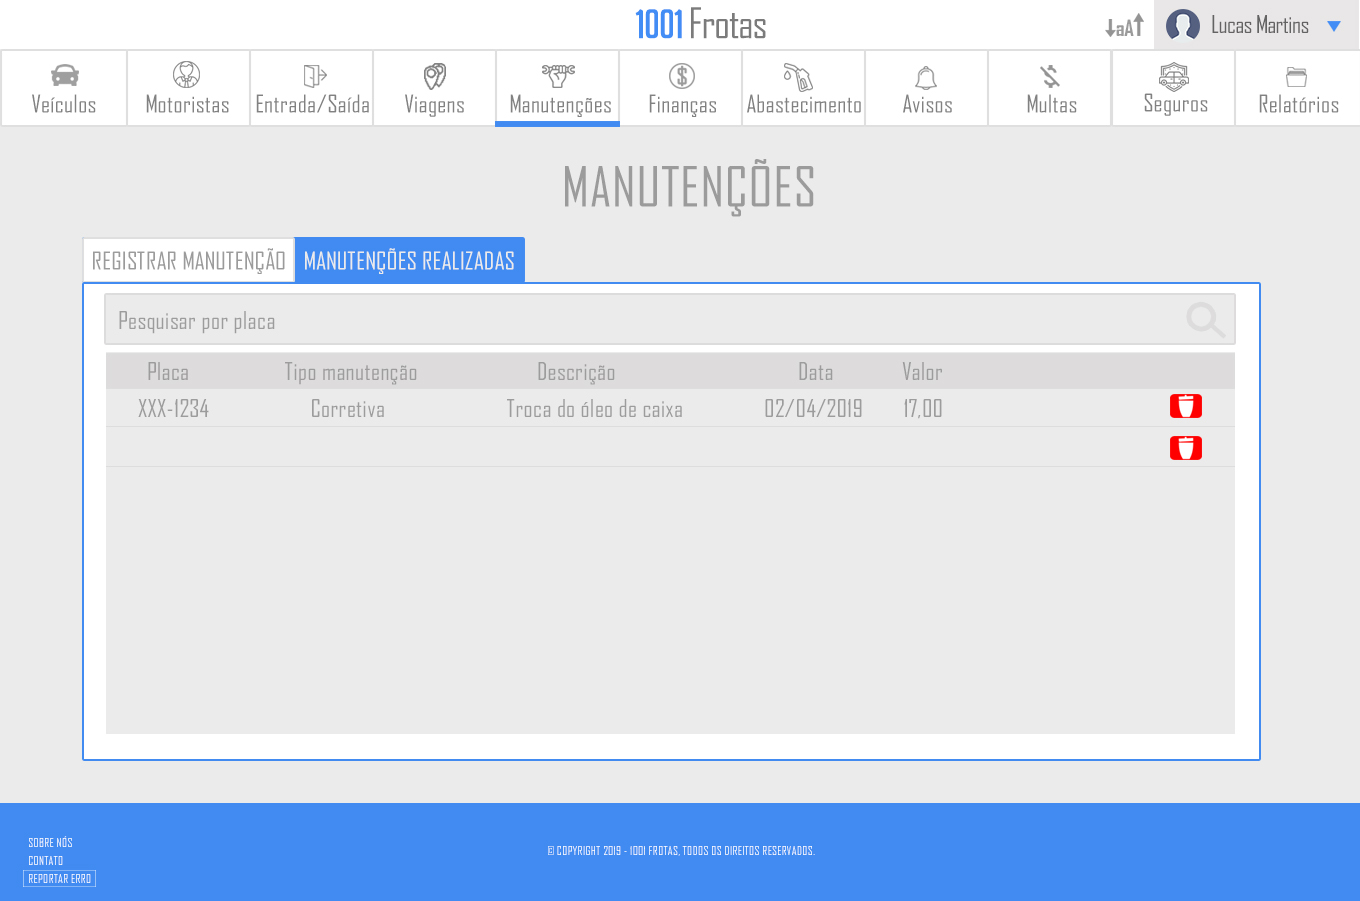 1001 Frotas
aA
Lucas Martins
Veículos
Motoristas
Entrada/Saída
Viagens
Manutenções
Finanças
Abastecimento
Avisos
Multas
Seguros
Relatórios
MANUTENÇÕES
REGISTRAR MANUTENÇÃO
MANUTENÇÕES REALIZADAS
Pesquisar por placa
Placa Tipo manutenção Descrição Data Valor
XXX-1234 Corretiva Troca do óleo de caixa 02/04/2019 17,00
SOBRE NÓS
CONTATO
REPORTAR ERRO
© COPYRIGHT 2019 - 1001 FROTAS, TODOS OS DIREITOS RESERVADOS.